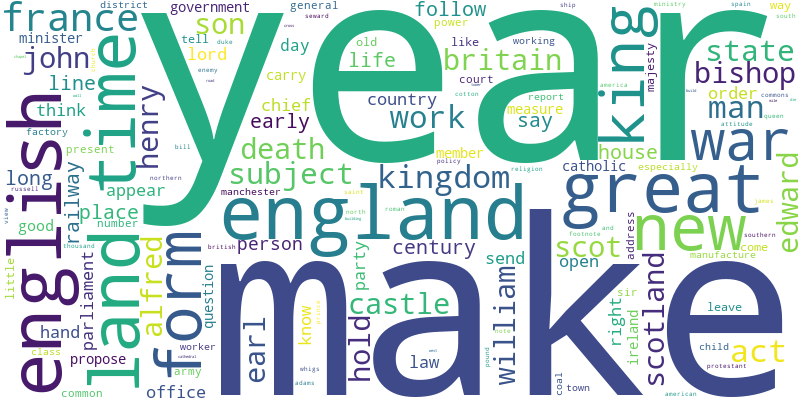 district government general seward ship ministry spain
france duke son follow power way south
minister tell lord day old like working
john life britain court majesty state
line carry cotton america bishop
think enemy road chief country report commons order
time year king man
factory henry early work measure say queen
present bill death attitude house war
long northern subject member policy catholic especially
english railway appear kingdom religion great edward
russell manchester saint james
good place england roman new
view number north building footnote and southern
land british person century scot address come
thousand party send open manufacture
little alfred form question make
parliament castle william scotland right sir
hand know hold note ireland leave
class worker law child act
propose army earl whigs pound coal town protestant
common office cathedral adams american